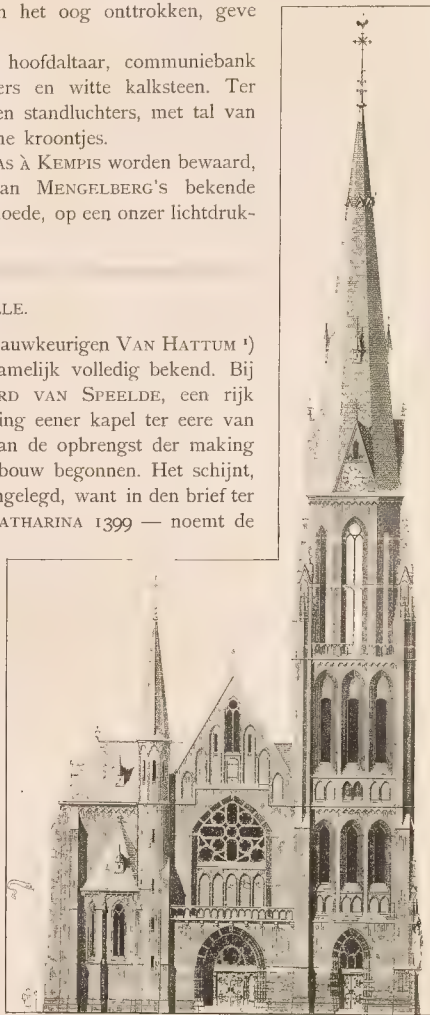 het oog onttrokken, geve
hoofdaltaar, communiebank
ers en witte kalksteen. Ter
en standluchters, met tal van
ne kroontjes.
AS À KEMPIS worden bewaard,
an MENGELBERG'S bekende
oede, op een onzer lichtdruk-
LLE.
auwkeurigen VAN HATTUM ¹)
amelijk volledig bekend. Bij
RD VAN SPEELDE, een rijk
ing eener kapel ter eere van
an de opbrengst der making
bouw begonnen. Het schijnt,
ngelegd, want in den brief ter
ATHARINA 1399 — noemt de